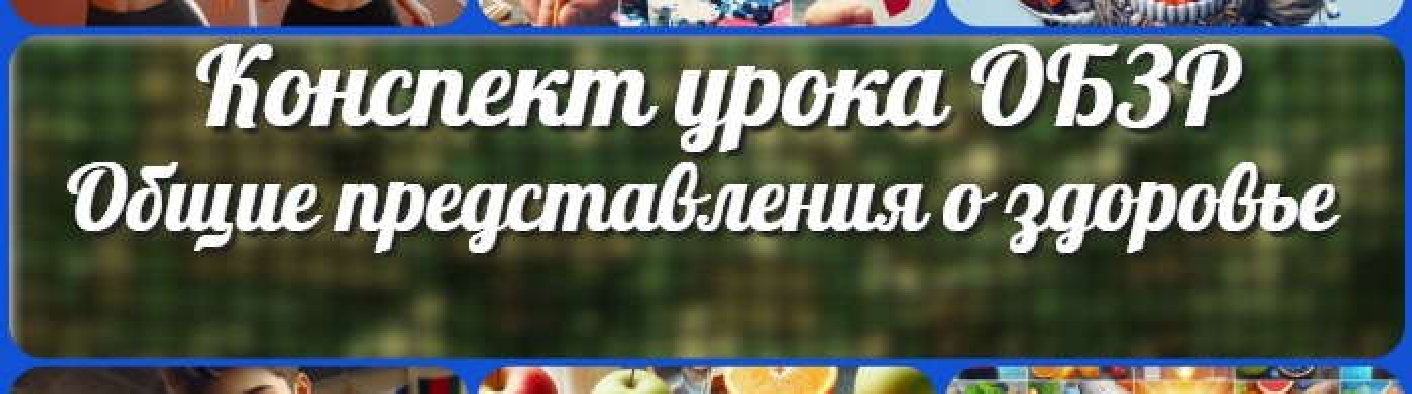 Конспект урока ОБЗР
Общие представления о здоровье